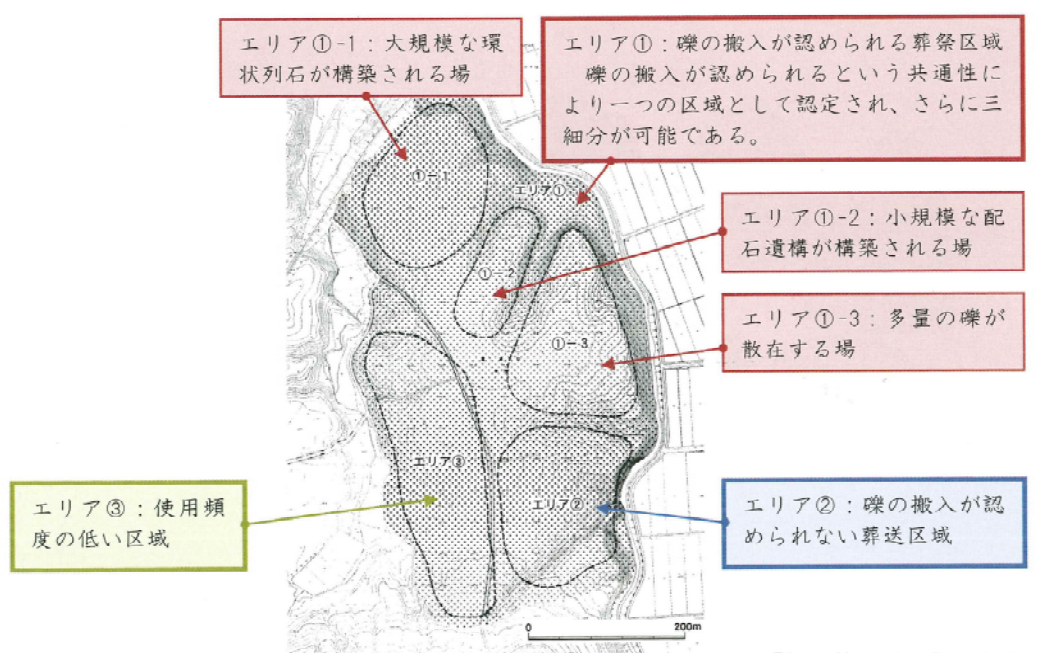 エリア①-1：大規模な環
状列石が構築される場
エリア①：礫の搬入が認められる葬祭区域
礫の搬入が認められるという共通性に
より一つの区域として認定され、さらに三
細分が可能である。
①-1
エリア①
エリア①-2：小規模な配
石遺構が構築される場
①-2
エリア①-3：多量の礫が
散在する場
①-3
エリア③
エリア②
エリア③：使用頻
度の低い区域
エリア②：礫の搬入が認
められない葬送区域
0
200m